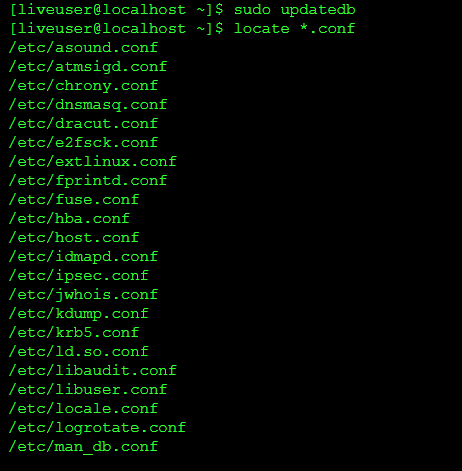 [liveuser@localhost ~]$ sudo updatedb
[liveuser@localhost ~]$ locate *.conf
/etc/asound.conf
/etc/atmsigd.conf
/etc/chrony.conf
/etc/dnsmasq.conf
/etc/dracut.conf
/etc/e2fsck.conf
/etc/extlinux.conf
/etc/fprintd.conf
/etc/fuse.conf
/etc/hba.conf
/etc/host.conf
/etc/idmapd.conf
/etc/ipsec.conf
/etc/jwhois.conf
/etc/kdump.conf
/etc/krb5.conf
/etc/ld.so.conf
/etc/libaudit.conf
/etc/libuser.conf
/etc/locale.conf
/etc/logrotate.conf
/etc/man_db.conf